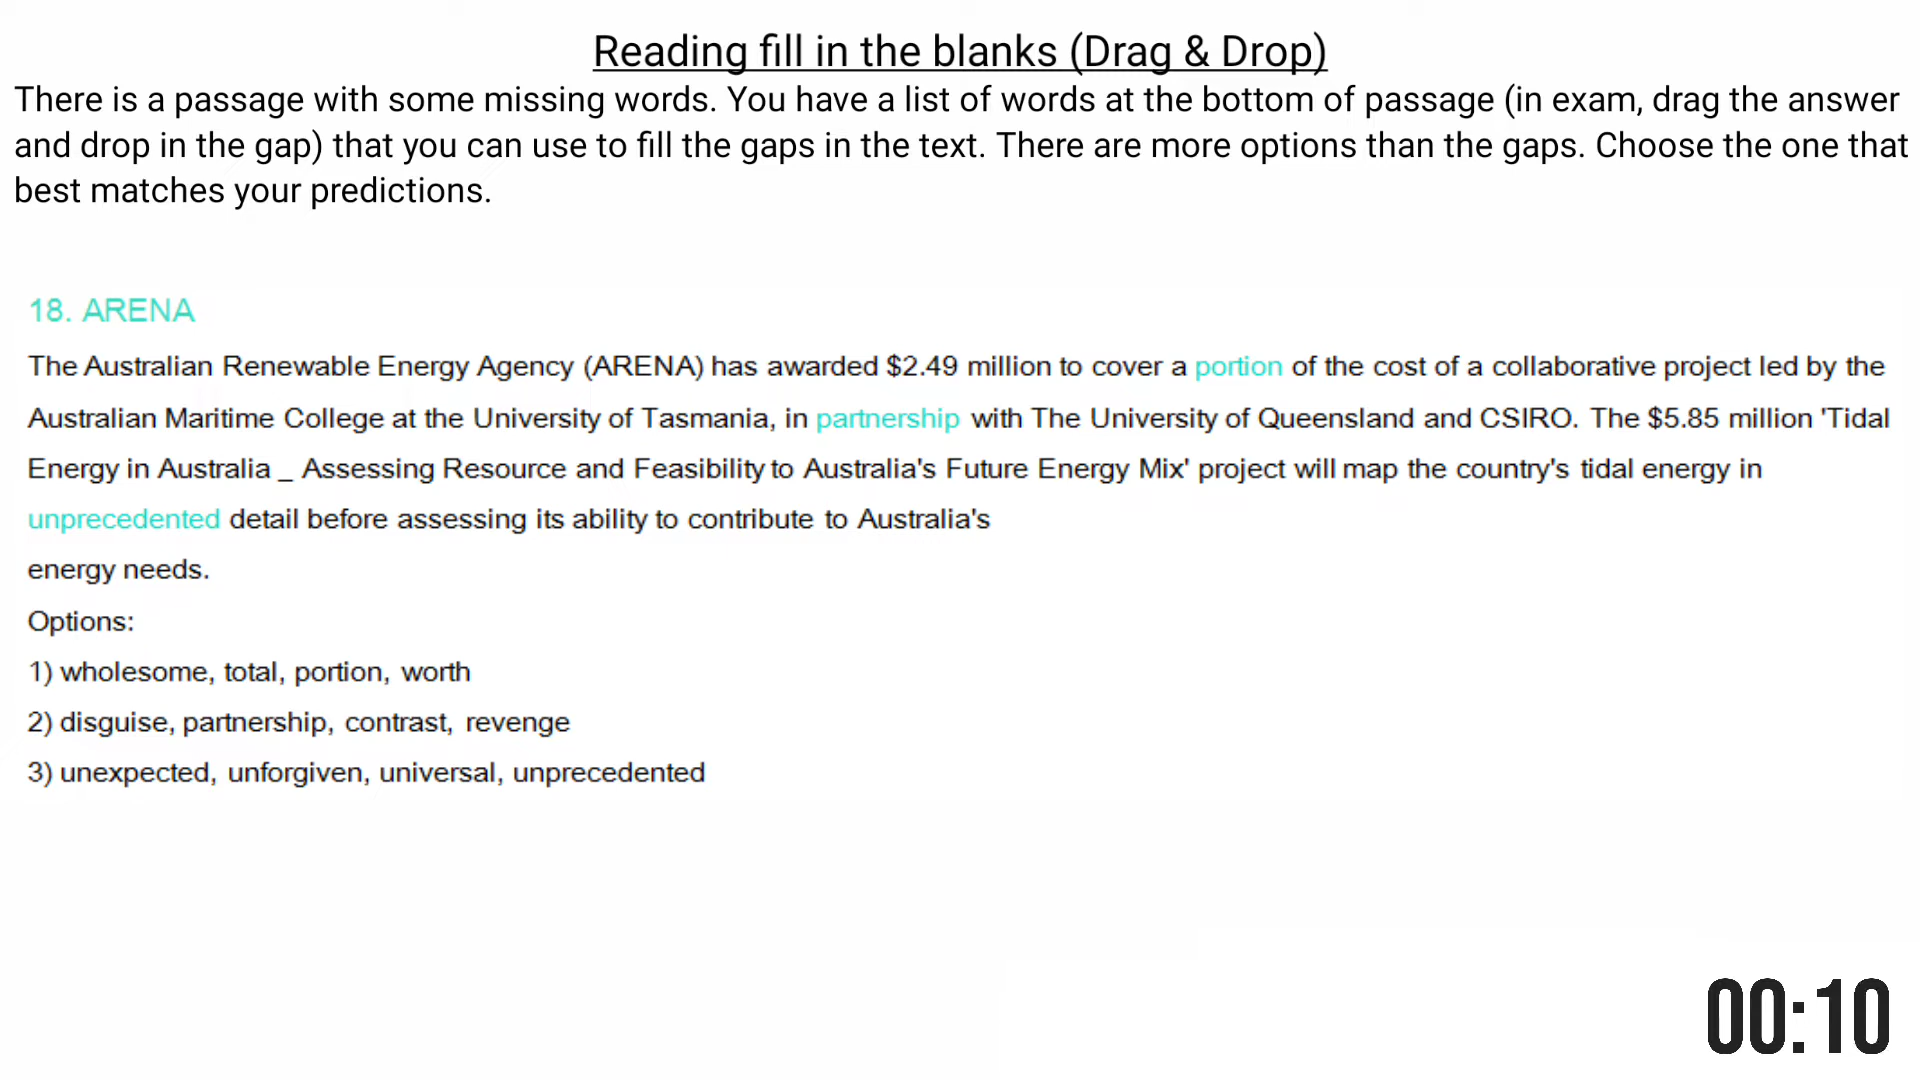 Reading fill in the blanks (Drag & Drop)
There is a passage with some missing words. You have a list of words at the bottom of passage (in exam, drag the answer
and drop in the gap) that you can use to fill the gaps in the text. There are more options than the gaps. Choose the one that
best matches your predictions.
18. ARENA
The Australian Renewable Energy Agency (ARENA) has awarded $2.49 million to cover a portion of the cost of a collaborative project led by the
Australian Maritime College at the University of Tasmania, in partnership with The University of Queensland and CSIRO. The $5.85 million 'Tidal
Energy in Australia _ Assessing Resource and Feasibility to Australia's Future Energy Mix' project will map the country's tidal energy in
unprecedented detail before assessing its ability to contribute to Australia's
energy needs.
Options:
1) wholesome, total, portion, worth
2) disguise, partnership, contrast, revenge
3) unexpected, unforgiven, universal, unprecedented
00:10